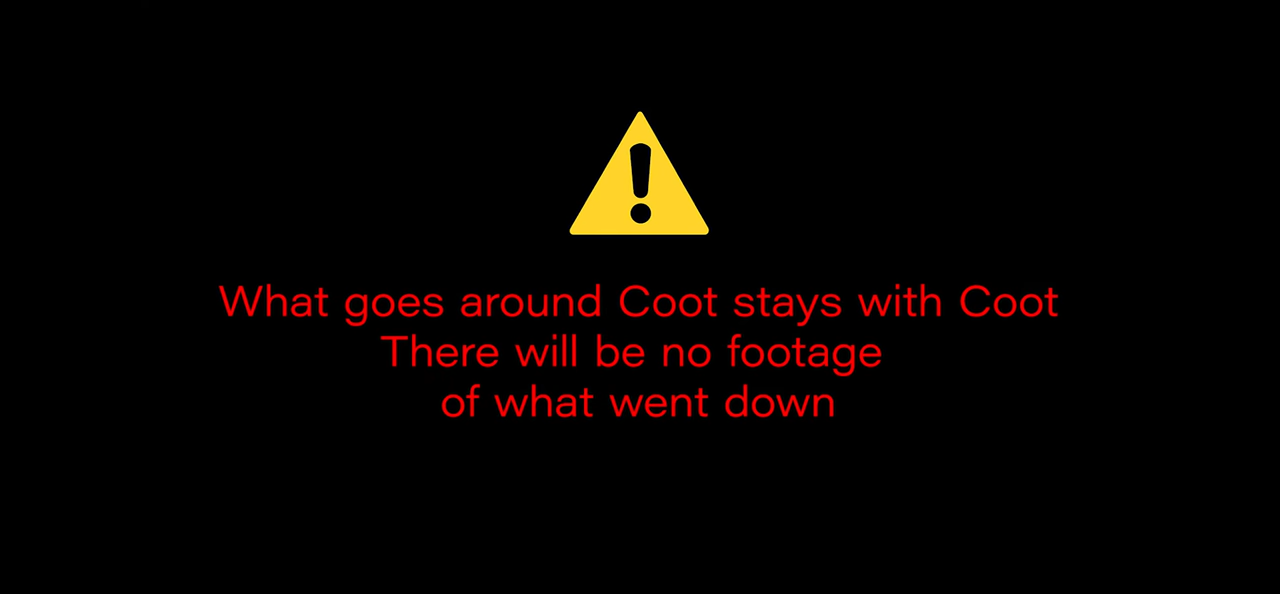 What goes around Coot stays with Coot
There will be no footage
of what went down